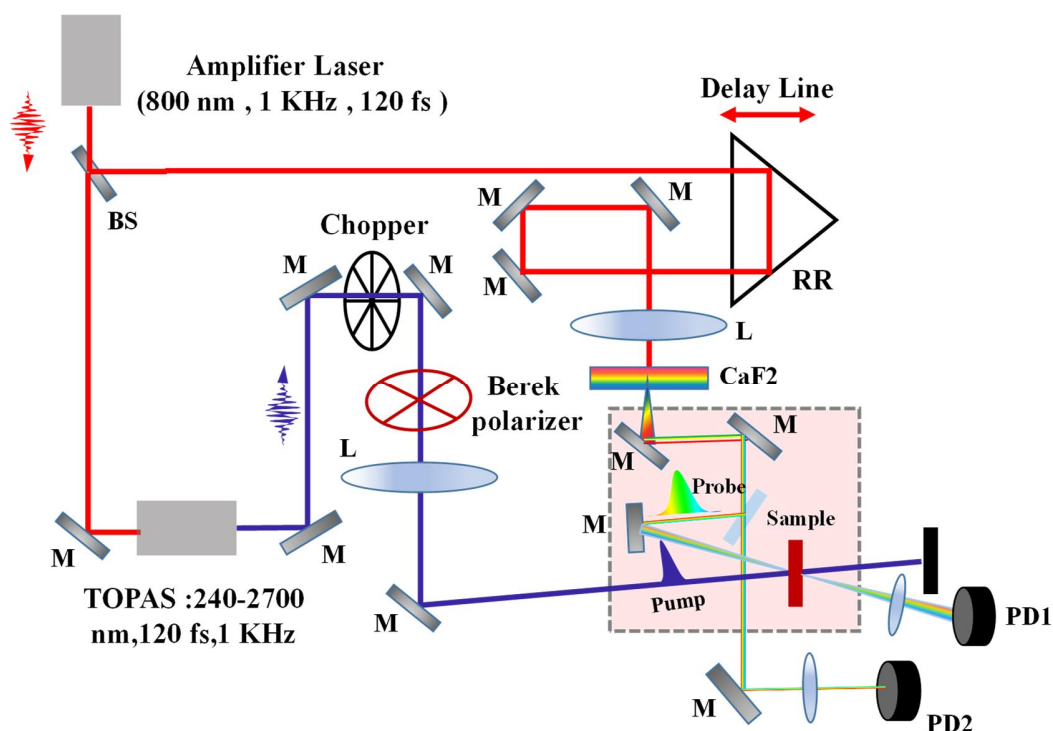 Amplifier Laser
(800 nm , 1 KHz , 120 fs )
Delay Line
BS
M
M
Chopper
M
M
M
RR
L
CaF2
Berek
polarizer
L
M
M
Probe
M
Sample
M
M
TOPAS :240-2700
nm,120 fs,1 KHz
M
Pump
PD1
M
PD2